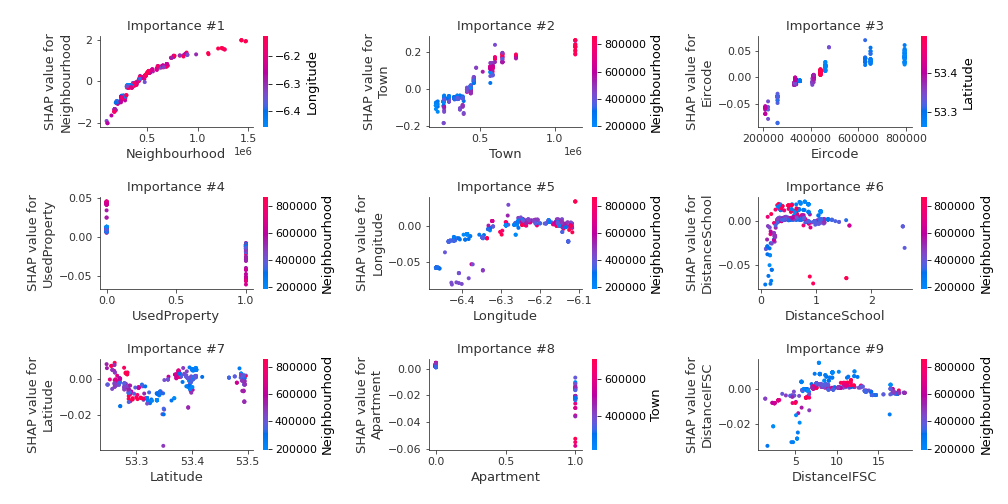 Importance #1
SHAP value for
Neighbourhood
2
0
−2
0.5
1.0
1.5
1e6
Neighbourhood
−6.2
−6.3
−6.4
Longitude
Importance #2
SHAP value for
Town
0.2
0.0
−0.2
0.5
1.0
1e6
Town
800000
600000
400000
200000
Neighbourhood
Importance #3
SHAP value for
Eircode
0.05
0.00
−0.05
200000
400000
600000
800000
Eircode
53.4
53.3
Latitude
Importance #4
SHAP value for
UsedProperty
0.05
0.00
−0.05
0.0
0.5
1.0
UsedProperty
800000
600000
400000
200000
Neighbourhood
Importance #5
SHAP value for
Longitude
0.00
−0.05
−6.4
−6.3
−6.2
−6.1
Longitude
800000
600000
400000
200000
Neighbourhood
Importance #6
SHAP value for
DistanceSchool
0.00
−0.05
0
1
2
DistanceSchool
800000
600000
400000
200000
Neighbourhood
Importance #7
SHAP value for
Latitude
0.00
−0.02
53.3
53.4
53.5
Latitude
800000
600000
400000
200000
Neighbourhood
Importance #8
SHAP value for
Apartment
0.00
−0.02
−0.04
−0.06
0.0
0.5
1.0
Apartment
600000
400000
Town
Importance #9
SHAP value for
DistanceIFSC
0.00
−0.02
5
10
15
DistanceIFSC
800000
600000
400000
200000
Neighbourhood